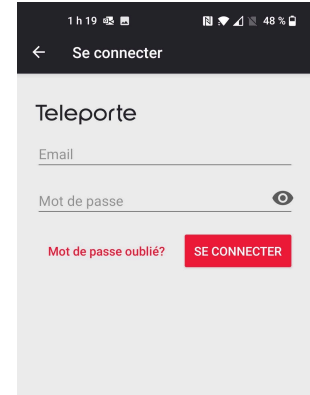 1 h 19 48 %
Se connecter
Teleporte
Email
Mot de passe
Mot de passe oublié? SE CONNECTER